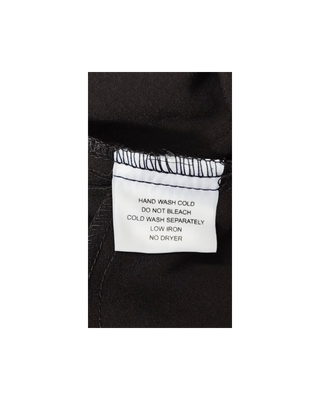 HAND WASH COLD
DO NOT BLEACH
COLD WASH SEPARATELY
LOW IRON
NO DRYER